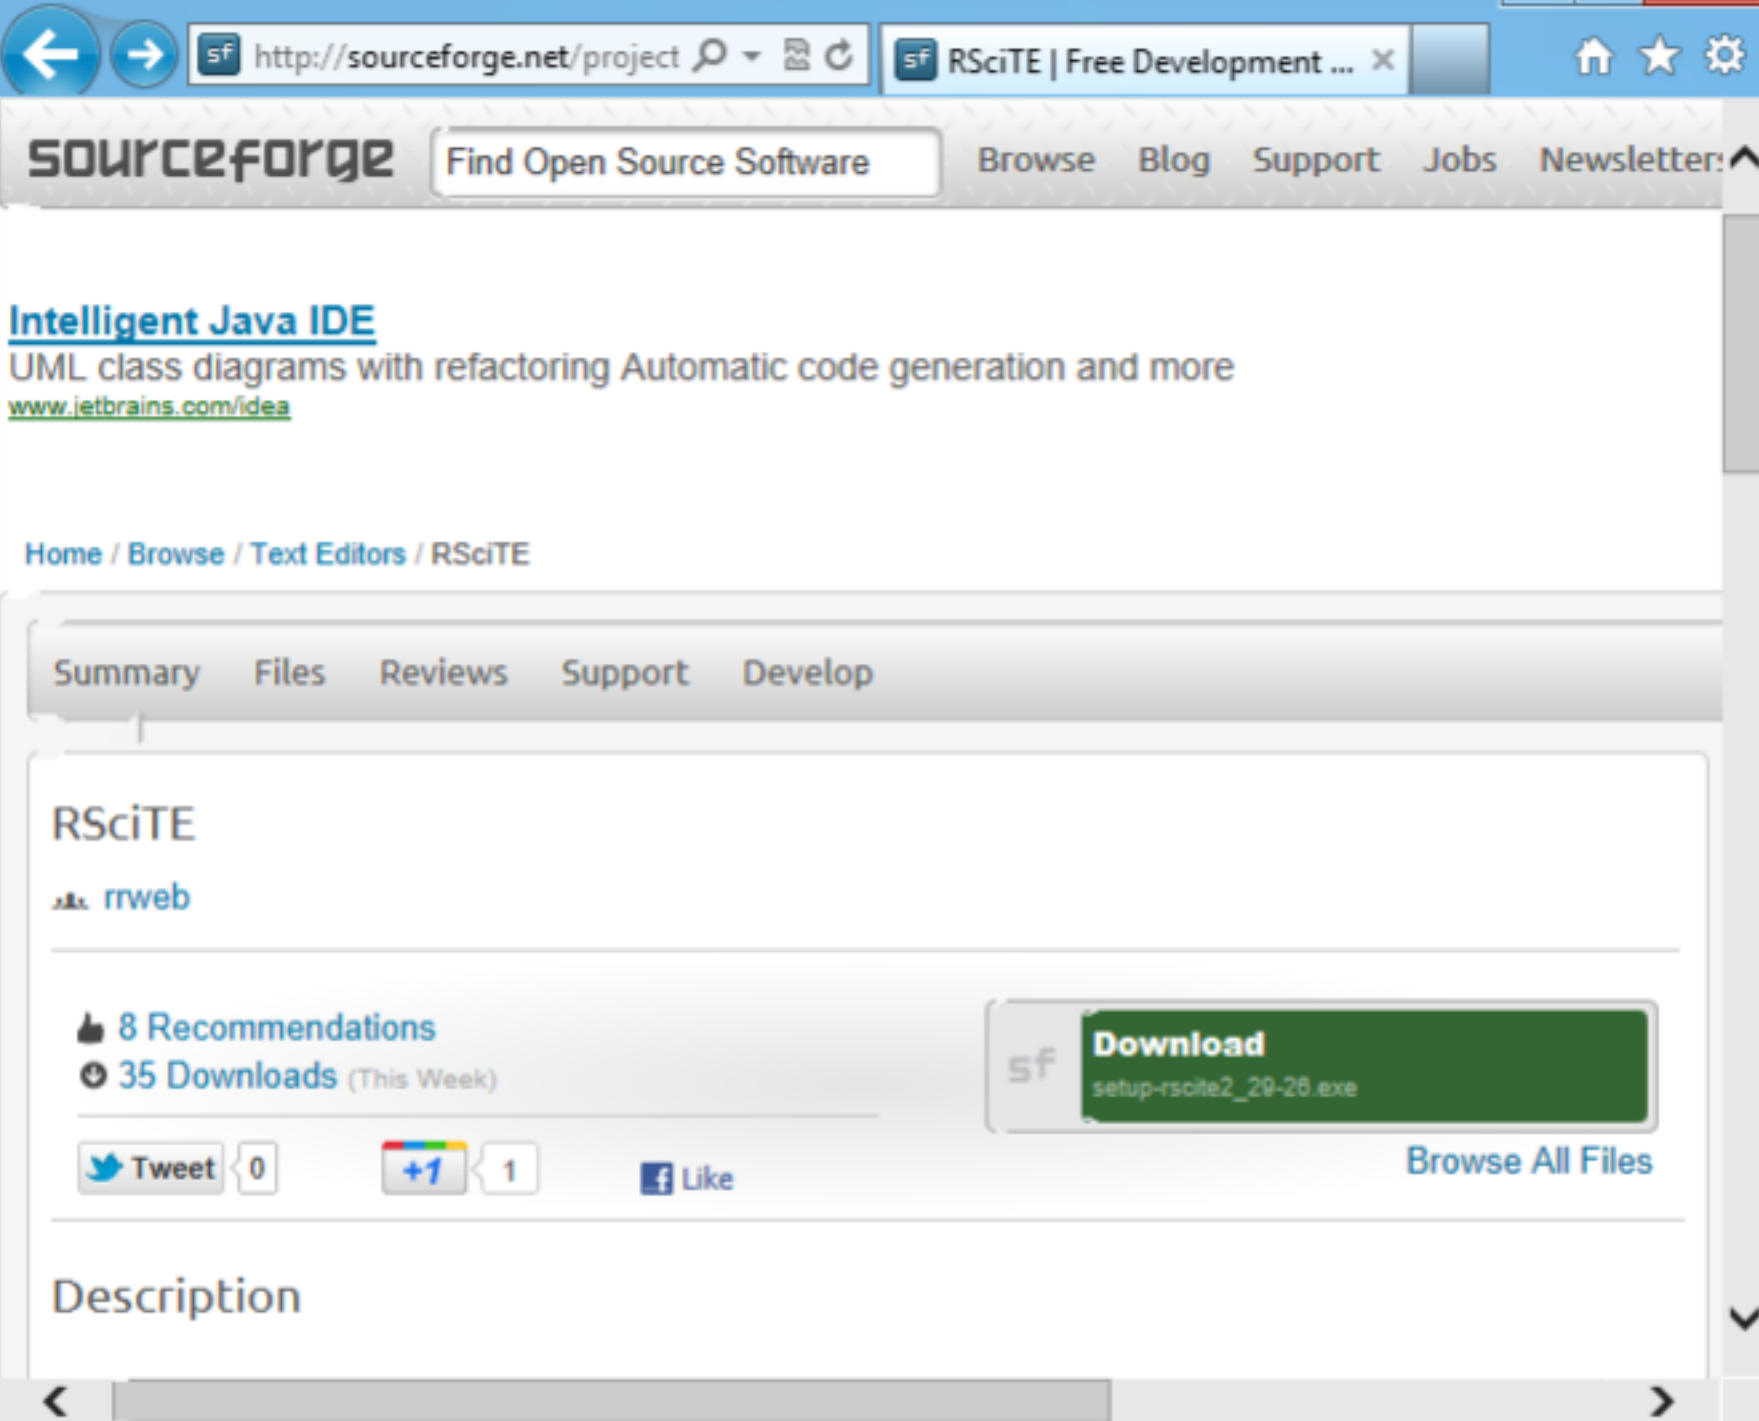 sf http://sourceforge.net/project sf RSciTE | Free Development ...
sourceforge Find Open Source Software Browse Blog Support Jobs Newsletters
Intelligent Java IDE
UML class diagrams with refactoring Automatic code generation and more
www.jetbrains.com/idea
Home / Browse / Text Editors / RSciTE
Summary Files Reviews Support Develop
RSciTE
rrweb
8 Recommendations
35 Downloads (This Week)
sf Download
setup-rscite2_29-26.exe
Tweet 0 +1 1 f Like
Browse All Files
Description